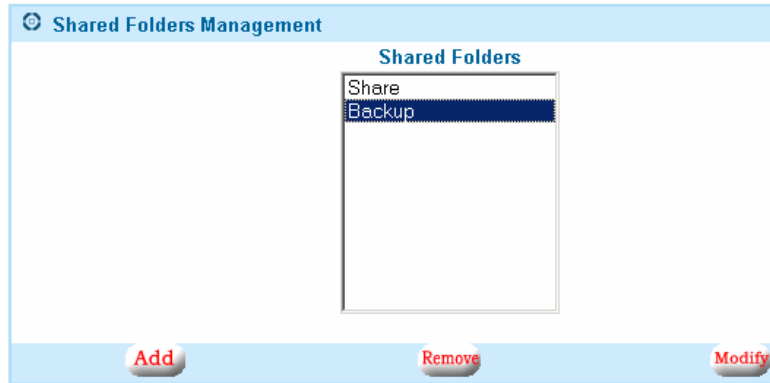 Shared Folders Management
Shared Folders
Share
Backup
Add Remove Modify